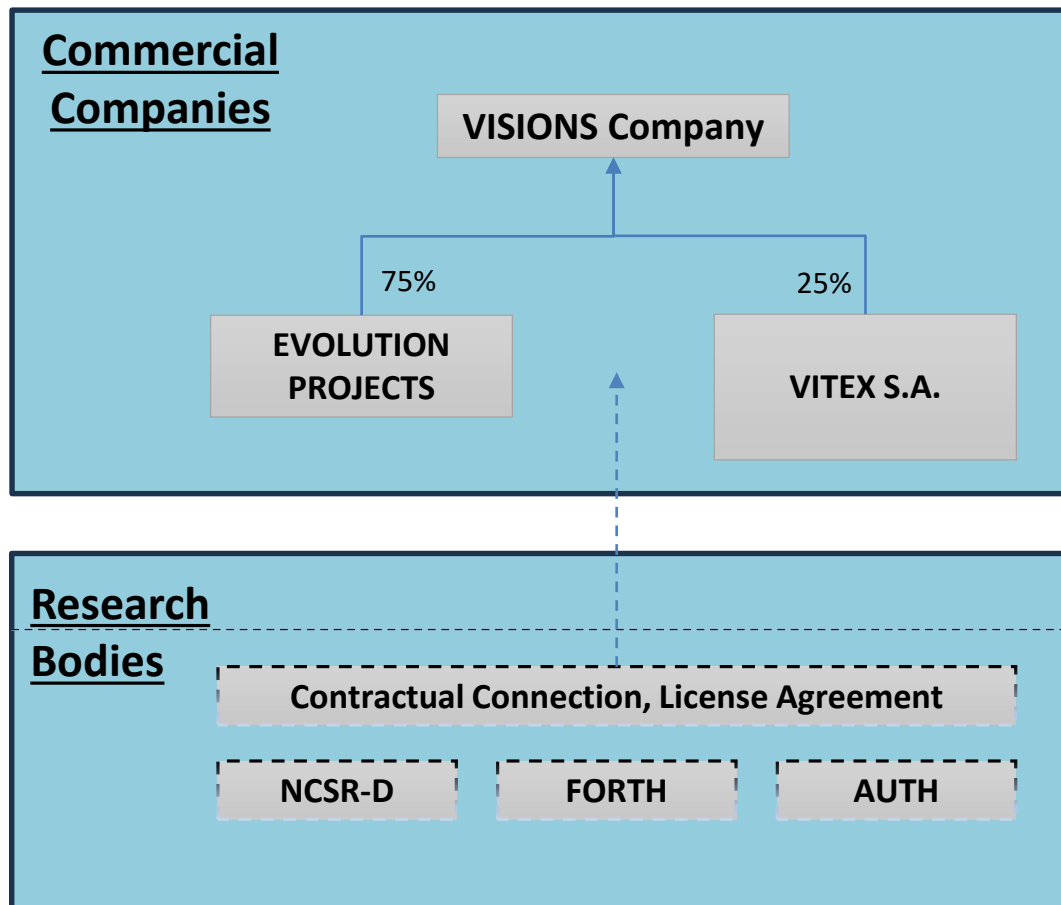 Commercial
Companies
VISIONS Company
75%
25%
EVOLUTION
PROJECTS
VITEX S.A.
Research
Bodies
Contractual Connection, License Agreement
NCSR-D
FORTH
AUTH